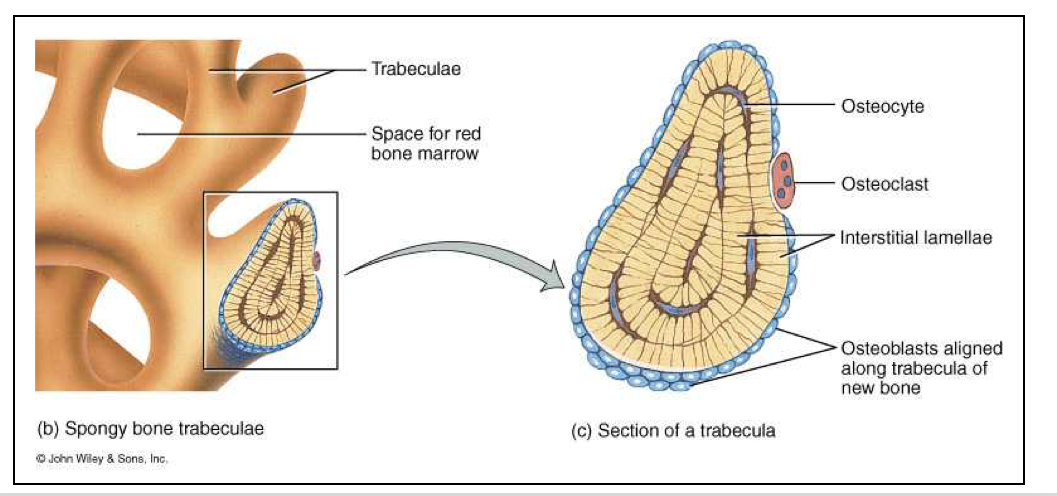 Trabeculae
Space for red
bone marrow
(b) Spongy bone trabeculae
© John Wiley & Sons, Inc.
Osteocyte
Osteoclast
Interstitial lamellae
Osteoblasts aligned
along trabecula of
new bone
(c) Section of a trabecula